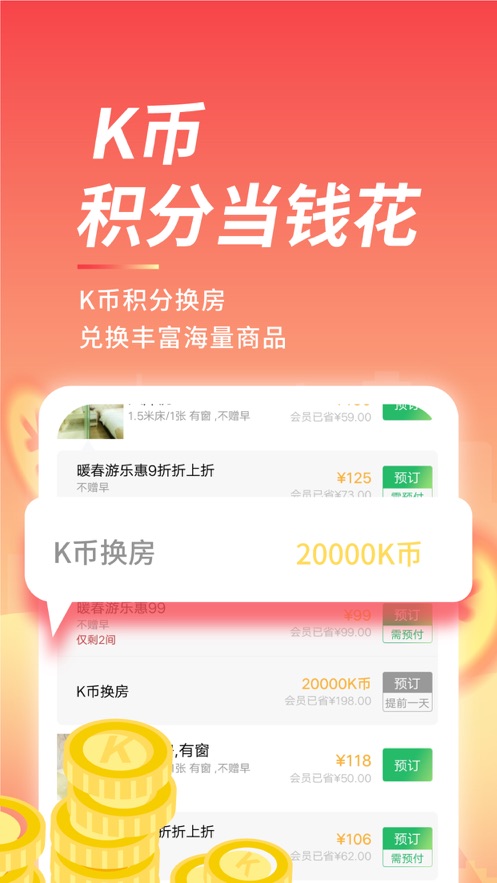 K币
积分当钱花
K币积分换房
兑换丰富海量商品
1.5米床/1张 有窗 ,不赠早
会员已省¥59.00
预订
暖春游乐惠9折折上折
¥125
预订
不赠早
会员已省¥73.00
需预付
K币换房
20000K币
暖春游乐惠99
¥99
预订
不赠早
会员已省¥99.00
需预付
仅剩2间
K币换房
20000K币
预订
会员已省¥198.00
提前一天
,有窗
¥118
预订
1张 有窗 ,不赠早
会员已省¥50.00
折折上折
¥106
预订
会员已省¥62.00
需预付
K
K